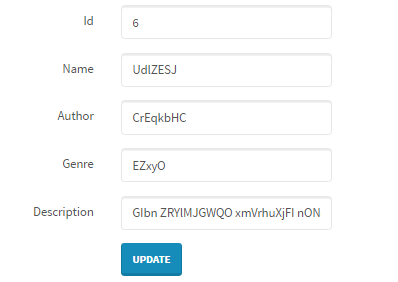 Id
6
Name
UdIZESJ
Author
CrEqkbHC
Genre
EZxyO
Description
GIbn ZRYIMJGWQO xmVrhuXjFI nON
UPDATE